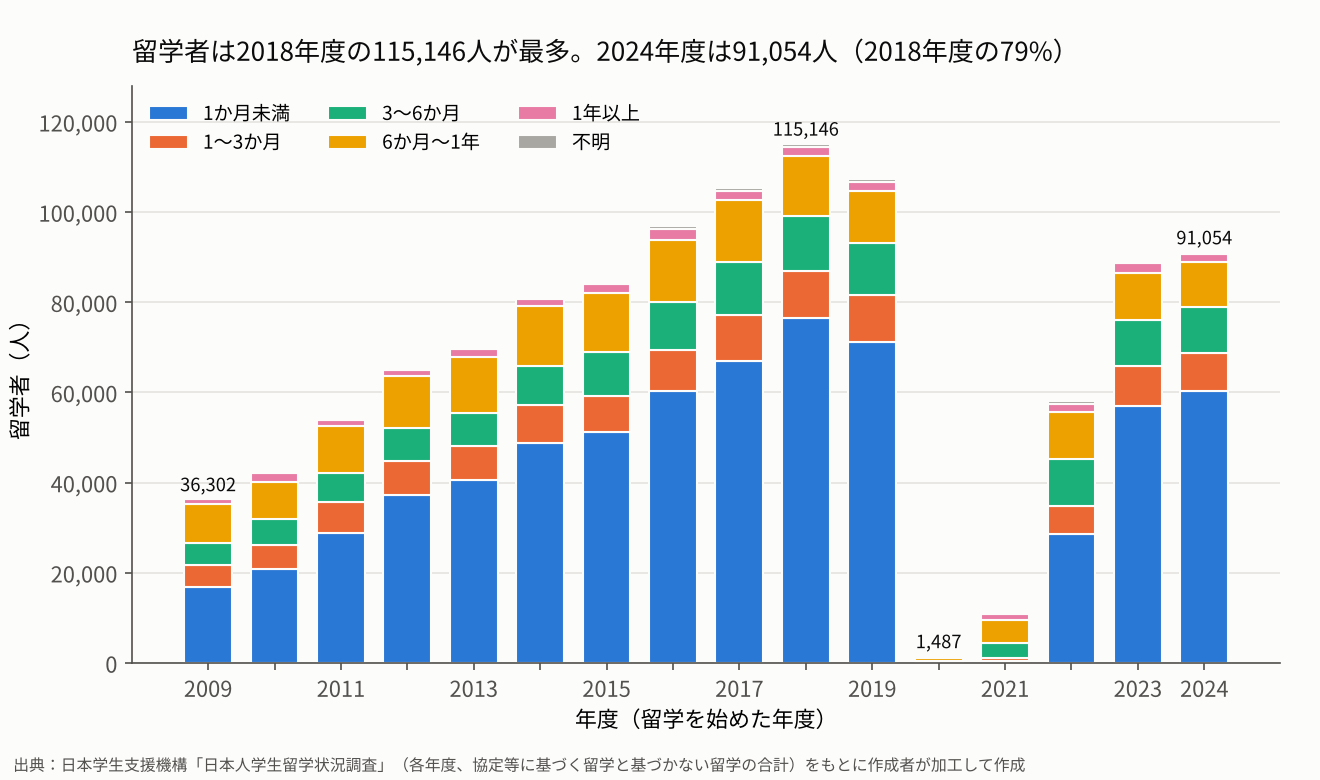 留学者は2018年度の115,146人が最多。2024年度は91,054人（2018年度の79%）
1か月未満
3〜6か月
1年以上
1〜3か月
6か月〜1年
不明
120,000
100,000
80,000
60,000
40,000
20,000
0
留学者（人）
36,302
115,146
1,487
91,054
2009
2011
2013
2015
2017
2019
2021
2023
2024
年度（留学を始めた年度）
出典：日本学生支援機構「日本人学生留学状況調査」（各年度、協定等に基づく留学と基づかない留学の合計）をもとに作成者が加工して作成